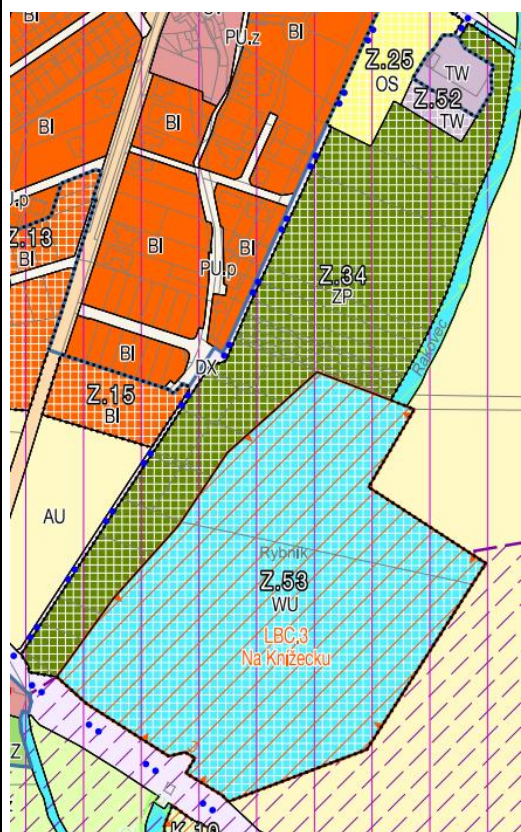 BI
PU.z
BI
Z.25
OS
TW
Z.52
TW
BI
BI
Z.13
BI
BI
BI
PU.p
Z.34
ZP
Rakovec
BI
DX
Z.15
BI
AU
Rybník
Z.53
WU
LBC.3
Na Knížecku
Z
K.19